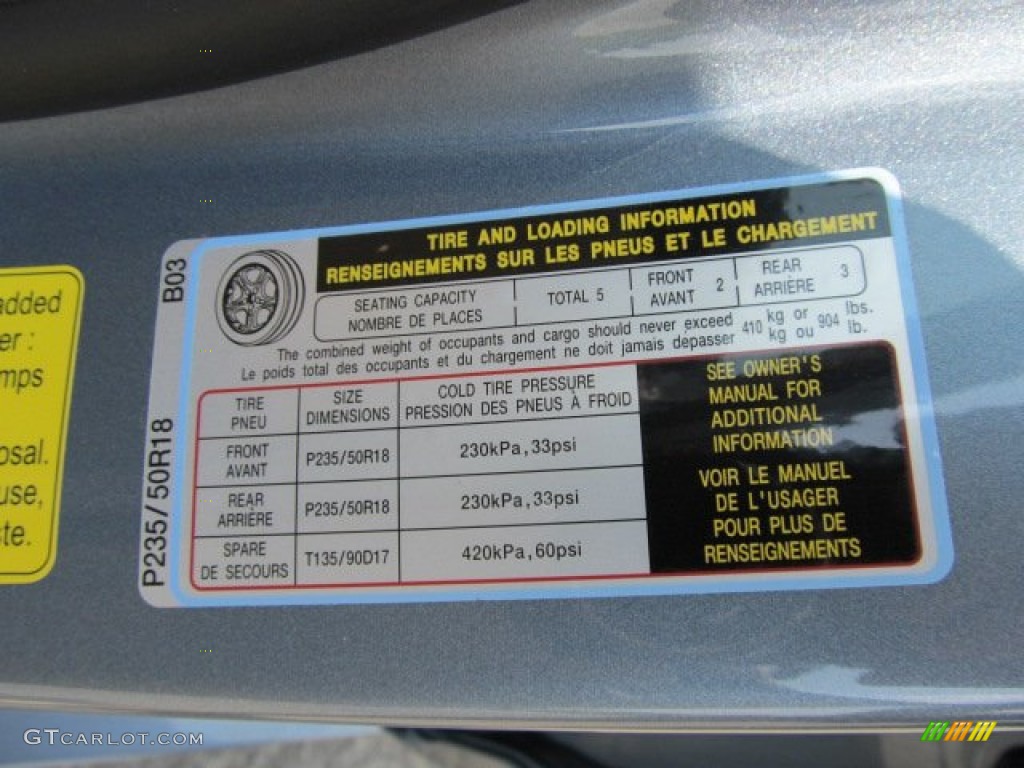 added
er :
mps
osal.
use,
ste.
B03
P235/50R18
TIRE AND LOADING INFORMATION
RENSEIGNEMENTS SUR LES PNEUS ET LE CHARGEMENT
SEATING CAPACITY
NOMBRE DE PLACES
TOTAL 5
FRONT
AVANT
2
REAR
ARRIÈRE
3
The combined weight of occupants and cargo should never exceed 410 kg or 904 lbs.
Le poids total des occupants et du chargement ne doit jamais depasser kg ou lb.
TIRE
PNEU
SIZE
DIMENSIONS
COLD TIRE PRESSURE
PRESSION DES PNEUS À FROID
FRONT
AVANT
P235/50R18
230kPa,33psi
REAR
ARRIÈRE
P235/50R18
230kPa,33psi
SPARE
DE SECOURS
T135/90D17
420kPa,60psi
SEE OWNER'S
MANUAL FOR
ADDITIONAL
INFORMATION
VOIR LE MANUEL
DE L'USAGER
POUR PLUS DE
RENSEIGNEMENTS
GTCARLOT.COM